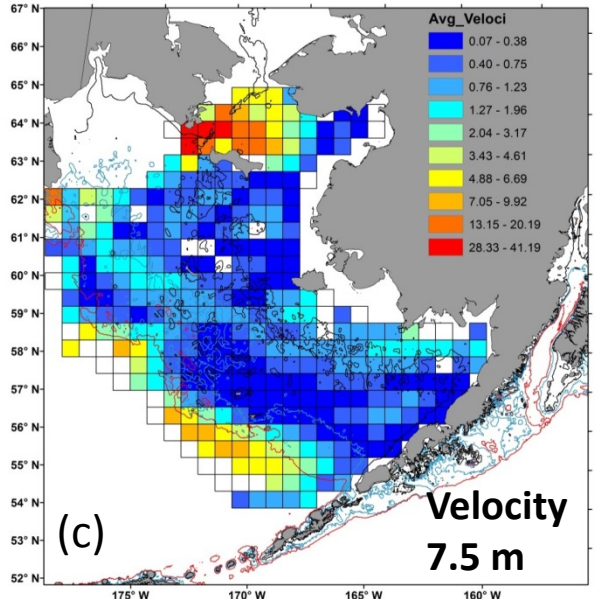 67° N
66° N
65° N
64° N
63° N
62° N
61° N
60° N
59° N
58° N
57° N
56° N
55° N
54° N
53° N
52° N
Avg_Veloci
0.07 - 0.38
0.40 - 0.75
0.76 - 1.23
1.27 - 1.96
2.04 - 3.17
3.43 - 4.61
4.88 - 6.69
7.05 - 9.92
13.15 - 20.19
28.33 - 41.19
(c)
Velocity
7.5 m
175° W 170° W 165° W 160° W